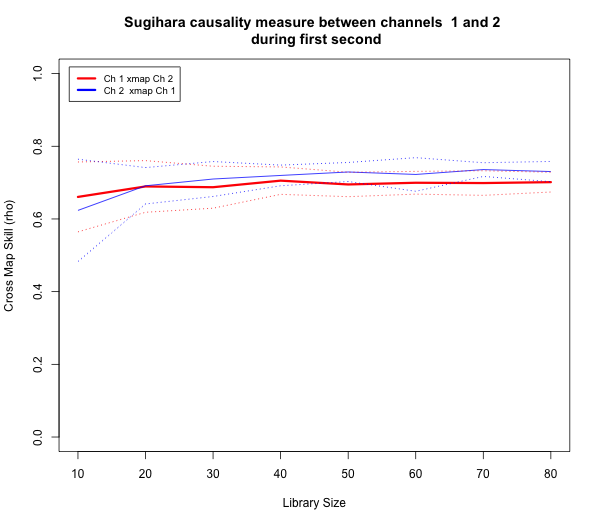 Sugihara causality measure between channels  1 and 2
during first second
Ch 1 xmap Ch 2
Ch 2  xmap Ch 1
Cross Map Skill (rho)
1.0
0.8
0.6
0.4
0.2
0.0
10 20 30 40 50 60 70 80
Library Size